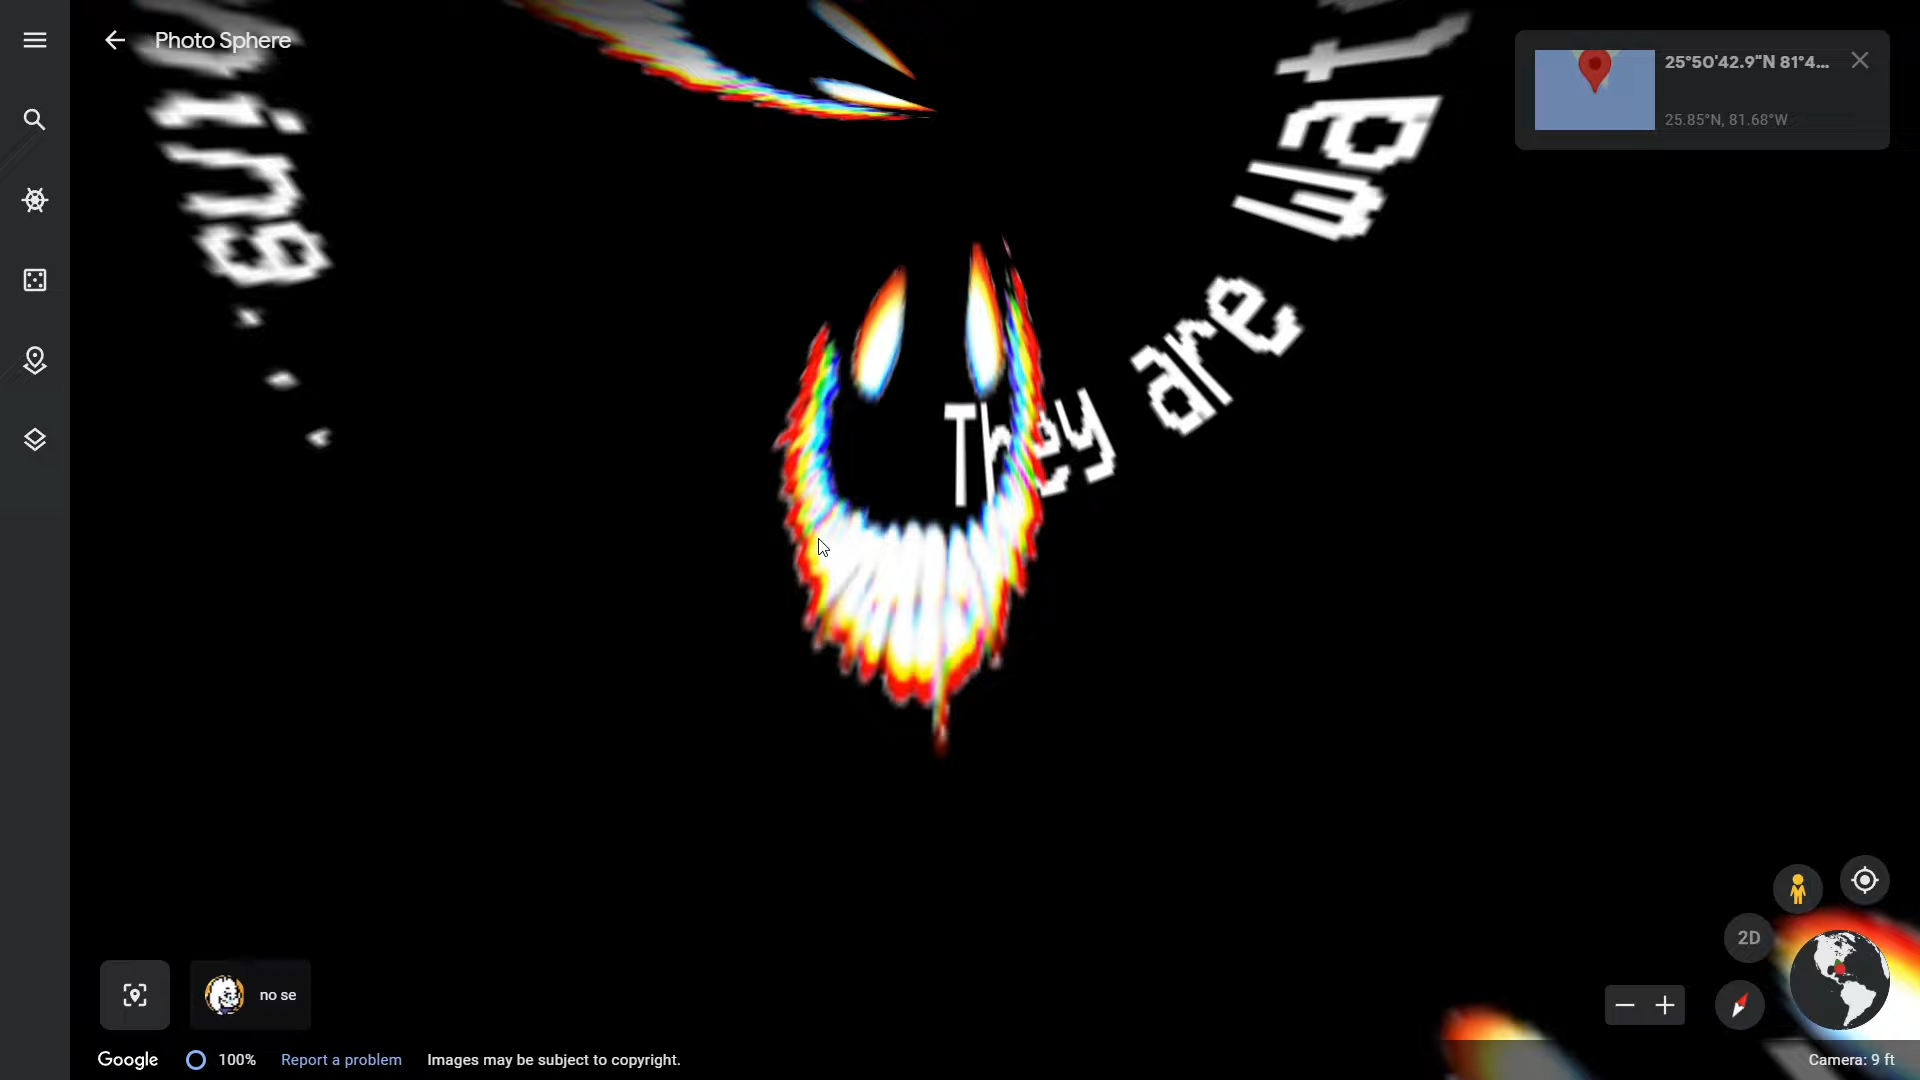 Photo Sphere
25°50'42.9"N 81°4...
25.85°N, 81.68°W
They are Wat
hing...
2D
no se
Google
100%
Report a problem
Images may be subject to copyright.
Camera: 9 ft